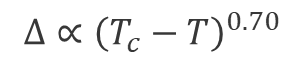 Δ ∝ (T_c − T)^{0.70}